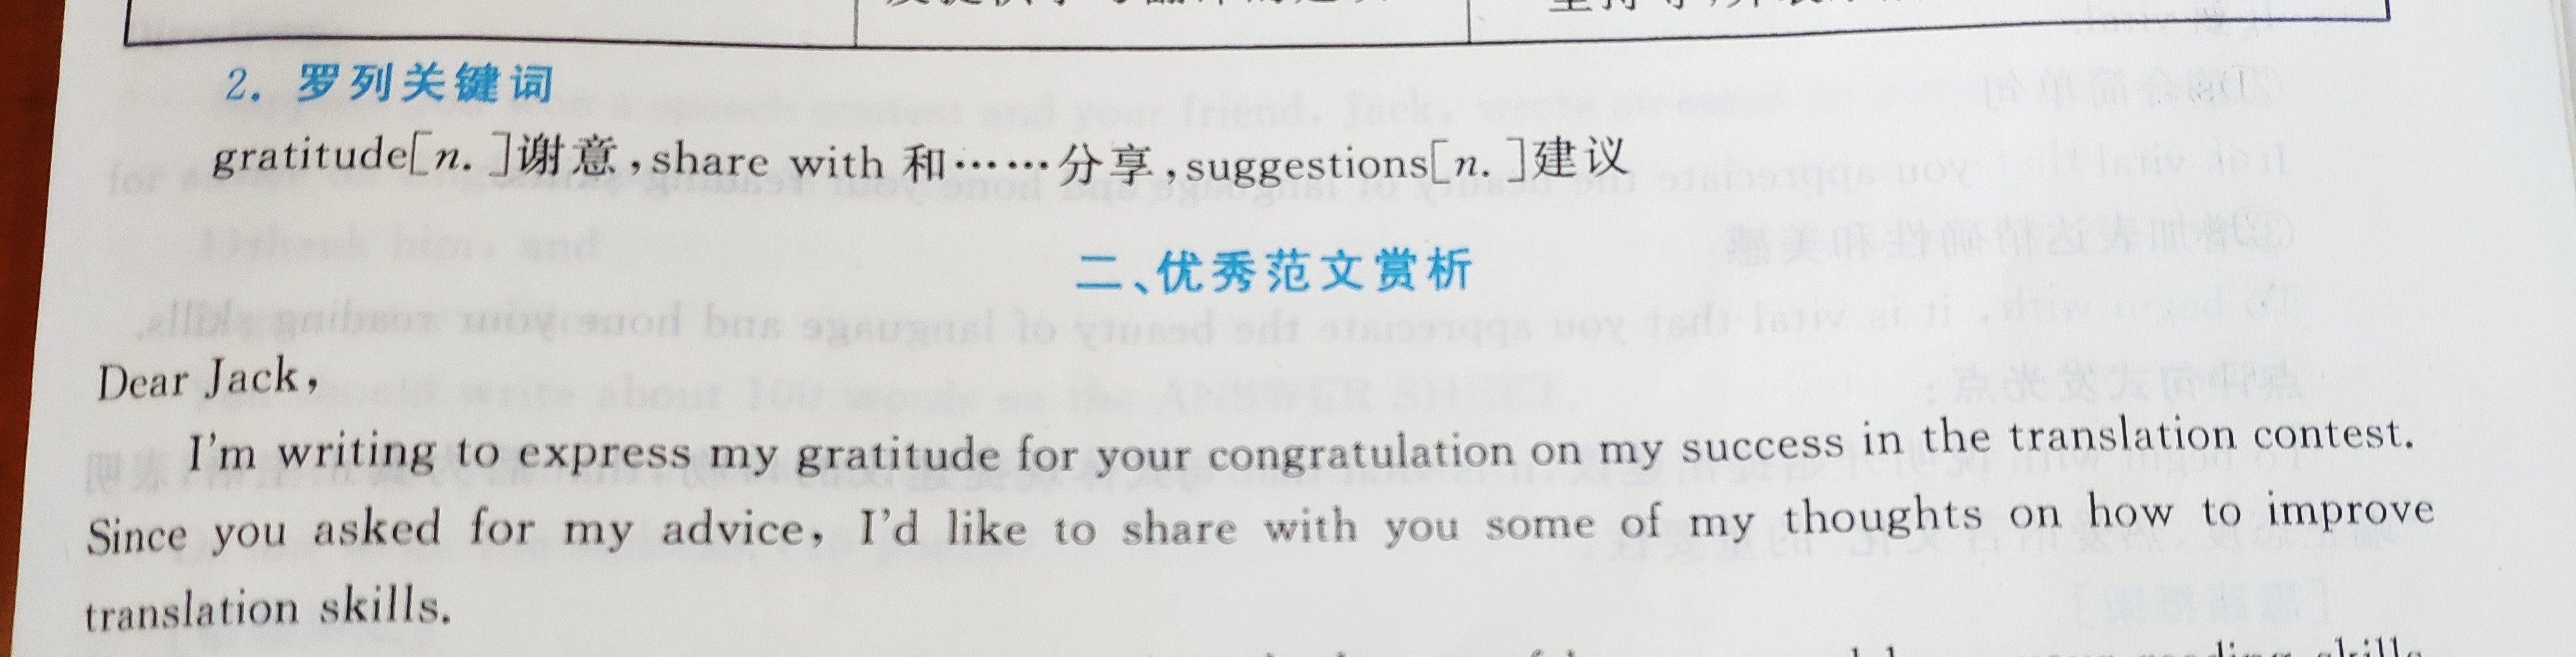 2. 罗列关键词
gratitude[n. ]谢意,share with 和……分享,suggestions[n. ]建议
二、优秀范文赏析
Dear Jack,
I'm writing to express my gratitude for your congratulation on my success in the translation contest.
Since you asked for my advice, I'd like to share with you some of my thoughts on how to improve
translation skills.